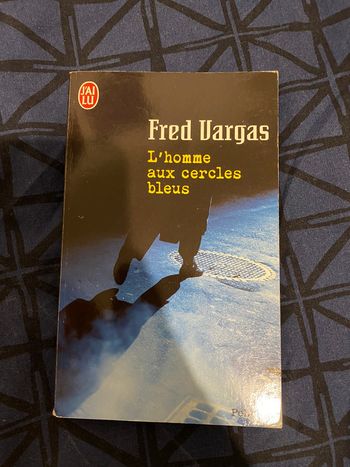 J'AI
LU
Fred Vargas
L'homme
aux cercles
bleus